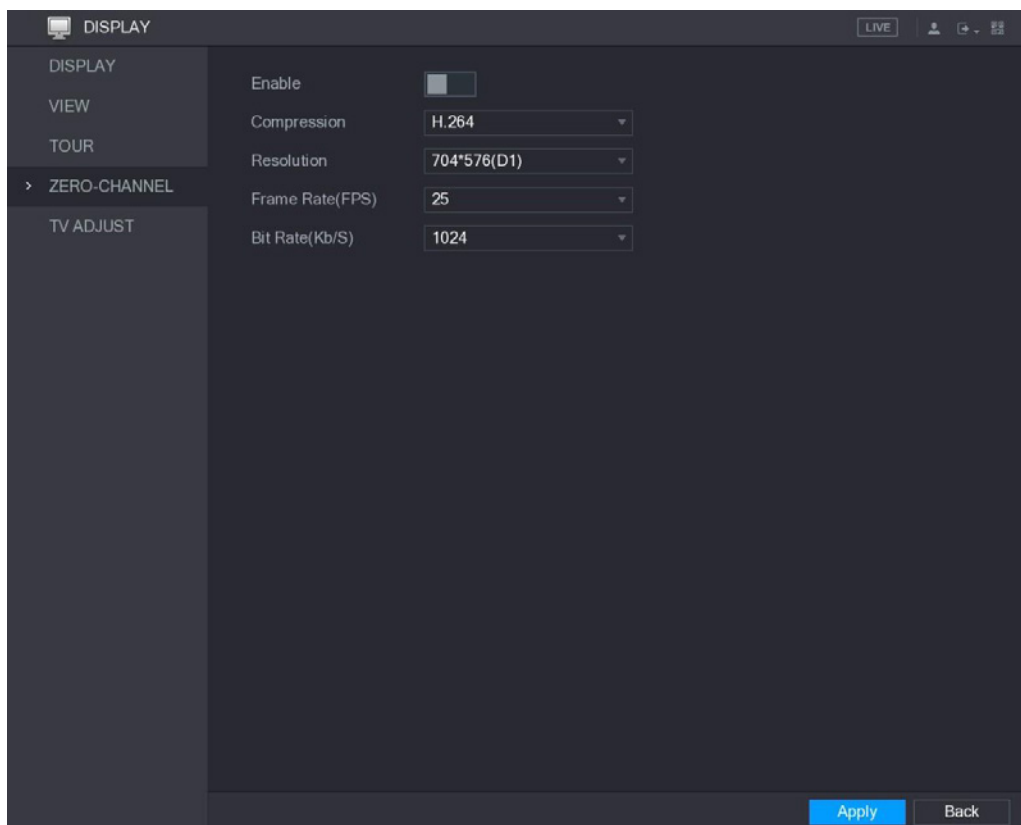 DISPLAY
LIVE
DISPLAY
VIEW
TOUR
> ZERO-CHANNEL
TV ADJUST
Enable
Compression H.264
Resolution 704*576(D1)
Frame Rate(FPS) 25
Bit Rate(Kb/S) 1024
Apply Back